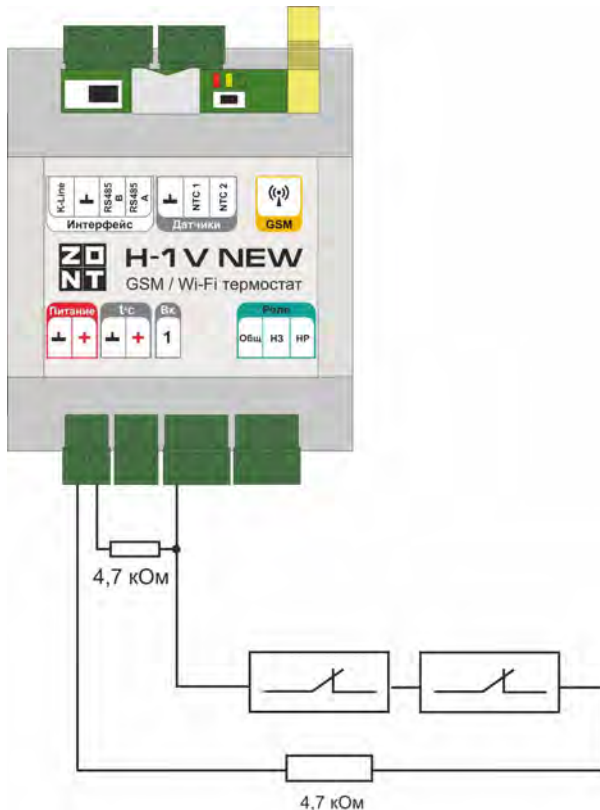 K-Line
RS485 B
RS485 A
NTC 1
NTC 2
Интерфейс
Датчики
GSM
ZONT
H-1V NEW
GSM / Wi-Fi термостат
Питание
t°c
Вх
Реле
+
+
1
Общ
НЗ
НР
4,7 кОм
4,7 кОм